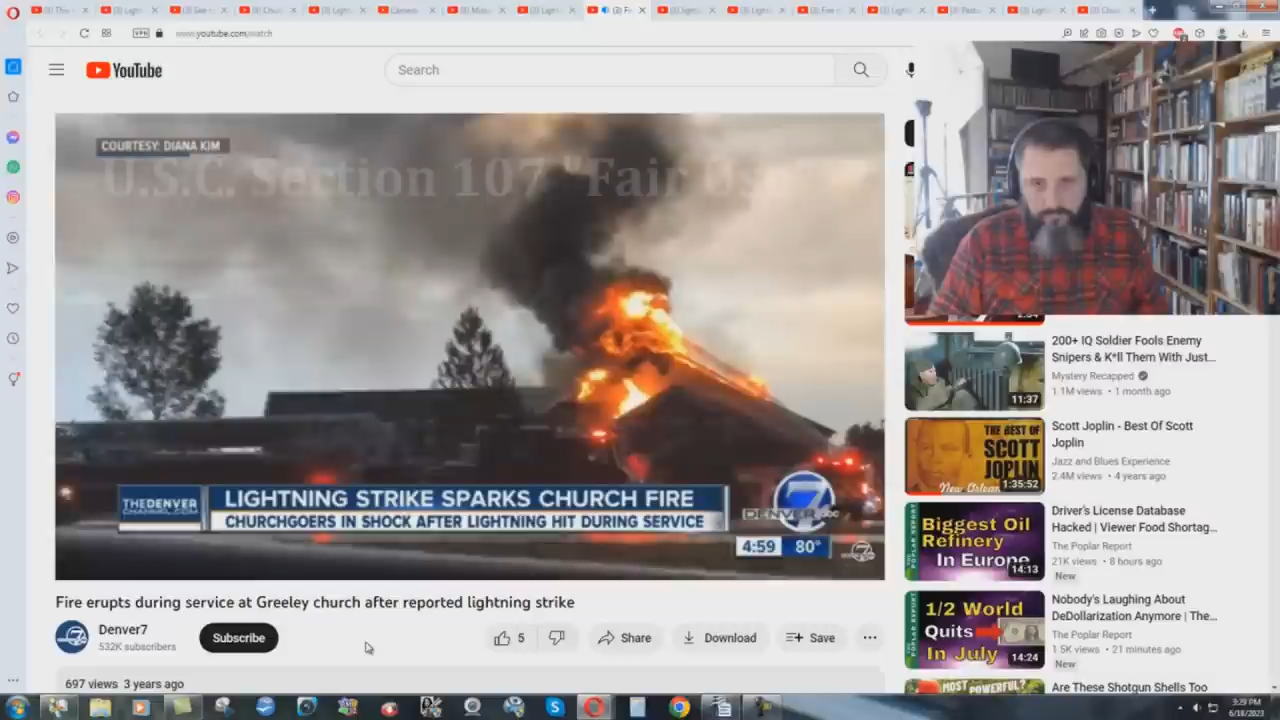 VPN
www.youtube.com/watch
YouTube
Search
COURTESY: DIANA KIM
U.S.C. Section 107 "Fair
THEDENVER
CHANNEL.COM
LIGHTNING STRIKE SPARKS CHURCH FIRE
CHURCHGOERS IN SHOCK AFTER LIGHTNING HIT DURING SERVICE
7
DENVER
4:59 80°
Fire erupts during service at Greeley church after reported lightning strike
Denver7
532K subscribers
Subscribe
5
Share
Download
Save
697 views 3 years ago
200+ IQ Soldier Fools Enemy
Snipers & K*ll Them With Just...
Mystery Recapped
1.1M views • 1 month ago
11:37
THE BEST OF
SCOTT
JOPLIN
New Orleans
1:35:52
Scott Joplin - Best Of Scott
Joplin
Jazz and Blues Experience
2.4M views • 4 years ago
Biggest Oil
Refinery
In Europe
14:13
Driver's License Database
Hacked | Viewer Food Shortag...
The Poplar Report
21K views • 8 hours ago
New
1/2 World
Quits
In July
14:24
Nobody's Laughing About
DeDollarization Anymore | The...
The Poplar Report
1.5K views • 21 minutes ago
New
MOST POWERFUL?
Are These Shotgun Shells Too
3:29 PM
6/18/2023